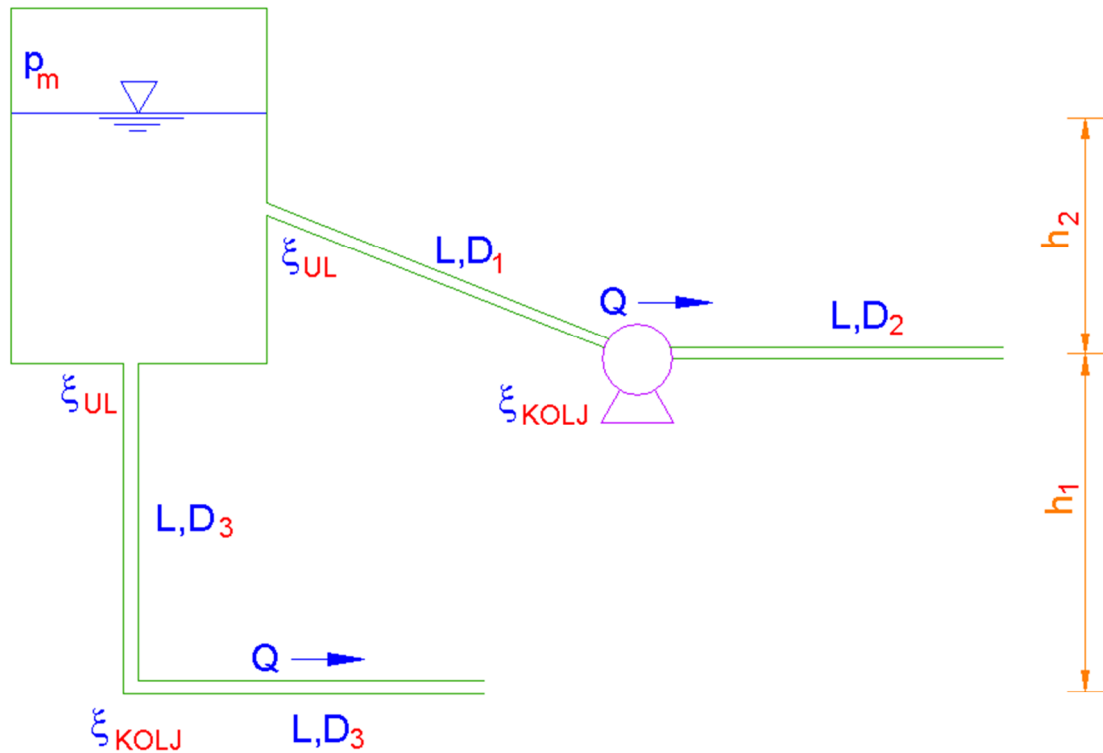 pm
h2
L,D1
ξUL
Q
L,D2
ξUL
ξKOLJ
L,D3
h1
Q
ξKOLJ
L,D3